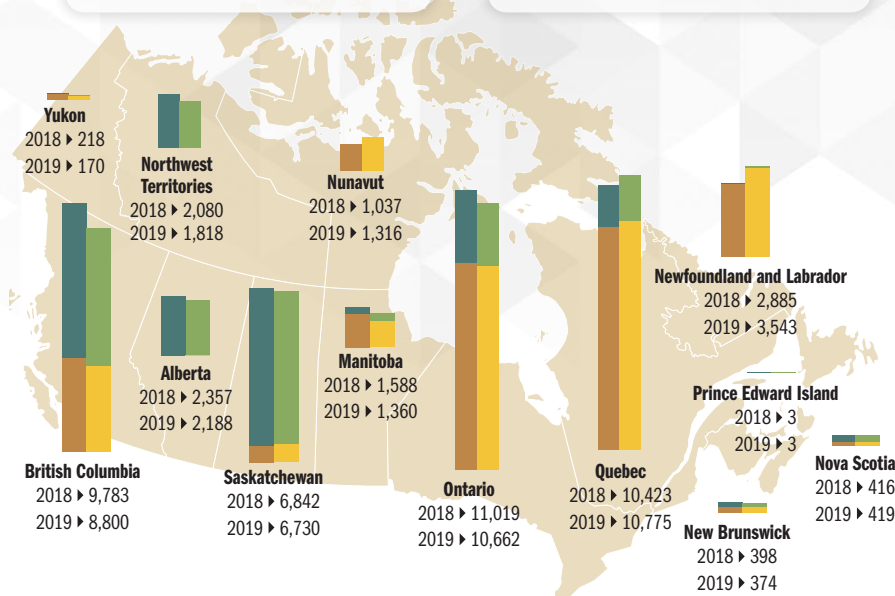 Yukon
2018 ▸ 218
2019 ▸ 170
Northwest
Territories
2018 ▸ 2,080
2019 ▸ 1,818
Nunavut
2018 ▸ 1,037
2019 ▸ 1,316
British Columbia
2018 ▸ 9,783
2019 ▸ 8,800
Alberta
2018 ▸ 2,357
2019 ▸ 2,188
Saskatchewan
2018 ▸ 6,842
2019 ▸ 6,730
Manitoba
2018 ▸ 1,588
2019 ▸ 1,360
Ontario
2018 ▸ 11,019
2019 ▸ 10,662
Quebec
2018 ▸ 10,423
2019 ▸ 10,775
Newfoundland and Labrador
2018 ▸ 2,885
2019 ▸ 3,543
Prince Edward Island
2018 ▸ 3
2019 ▸ 3
Nova Scotia
2018 ▸ 416
2019 ▸ 419
New Brunswick
2018 ▸ 398
2019 ▸ 374